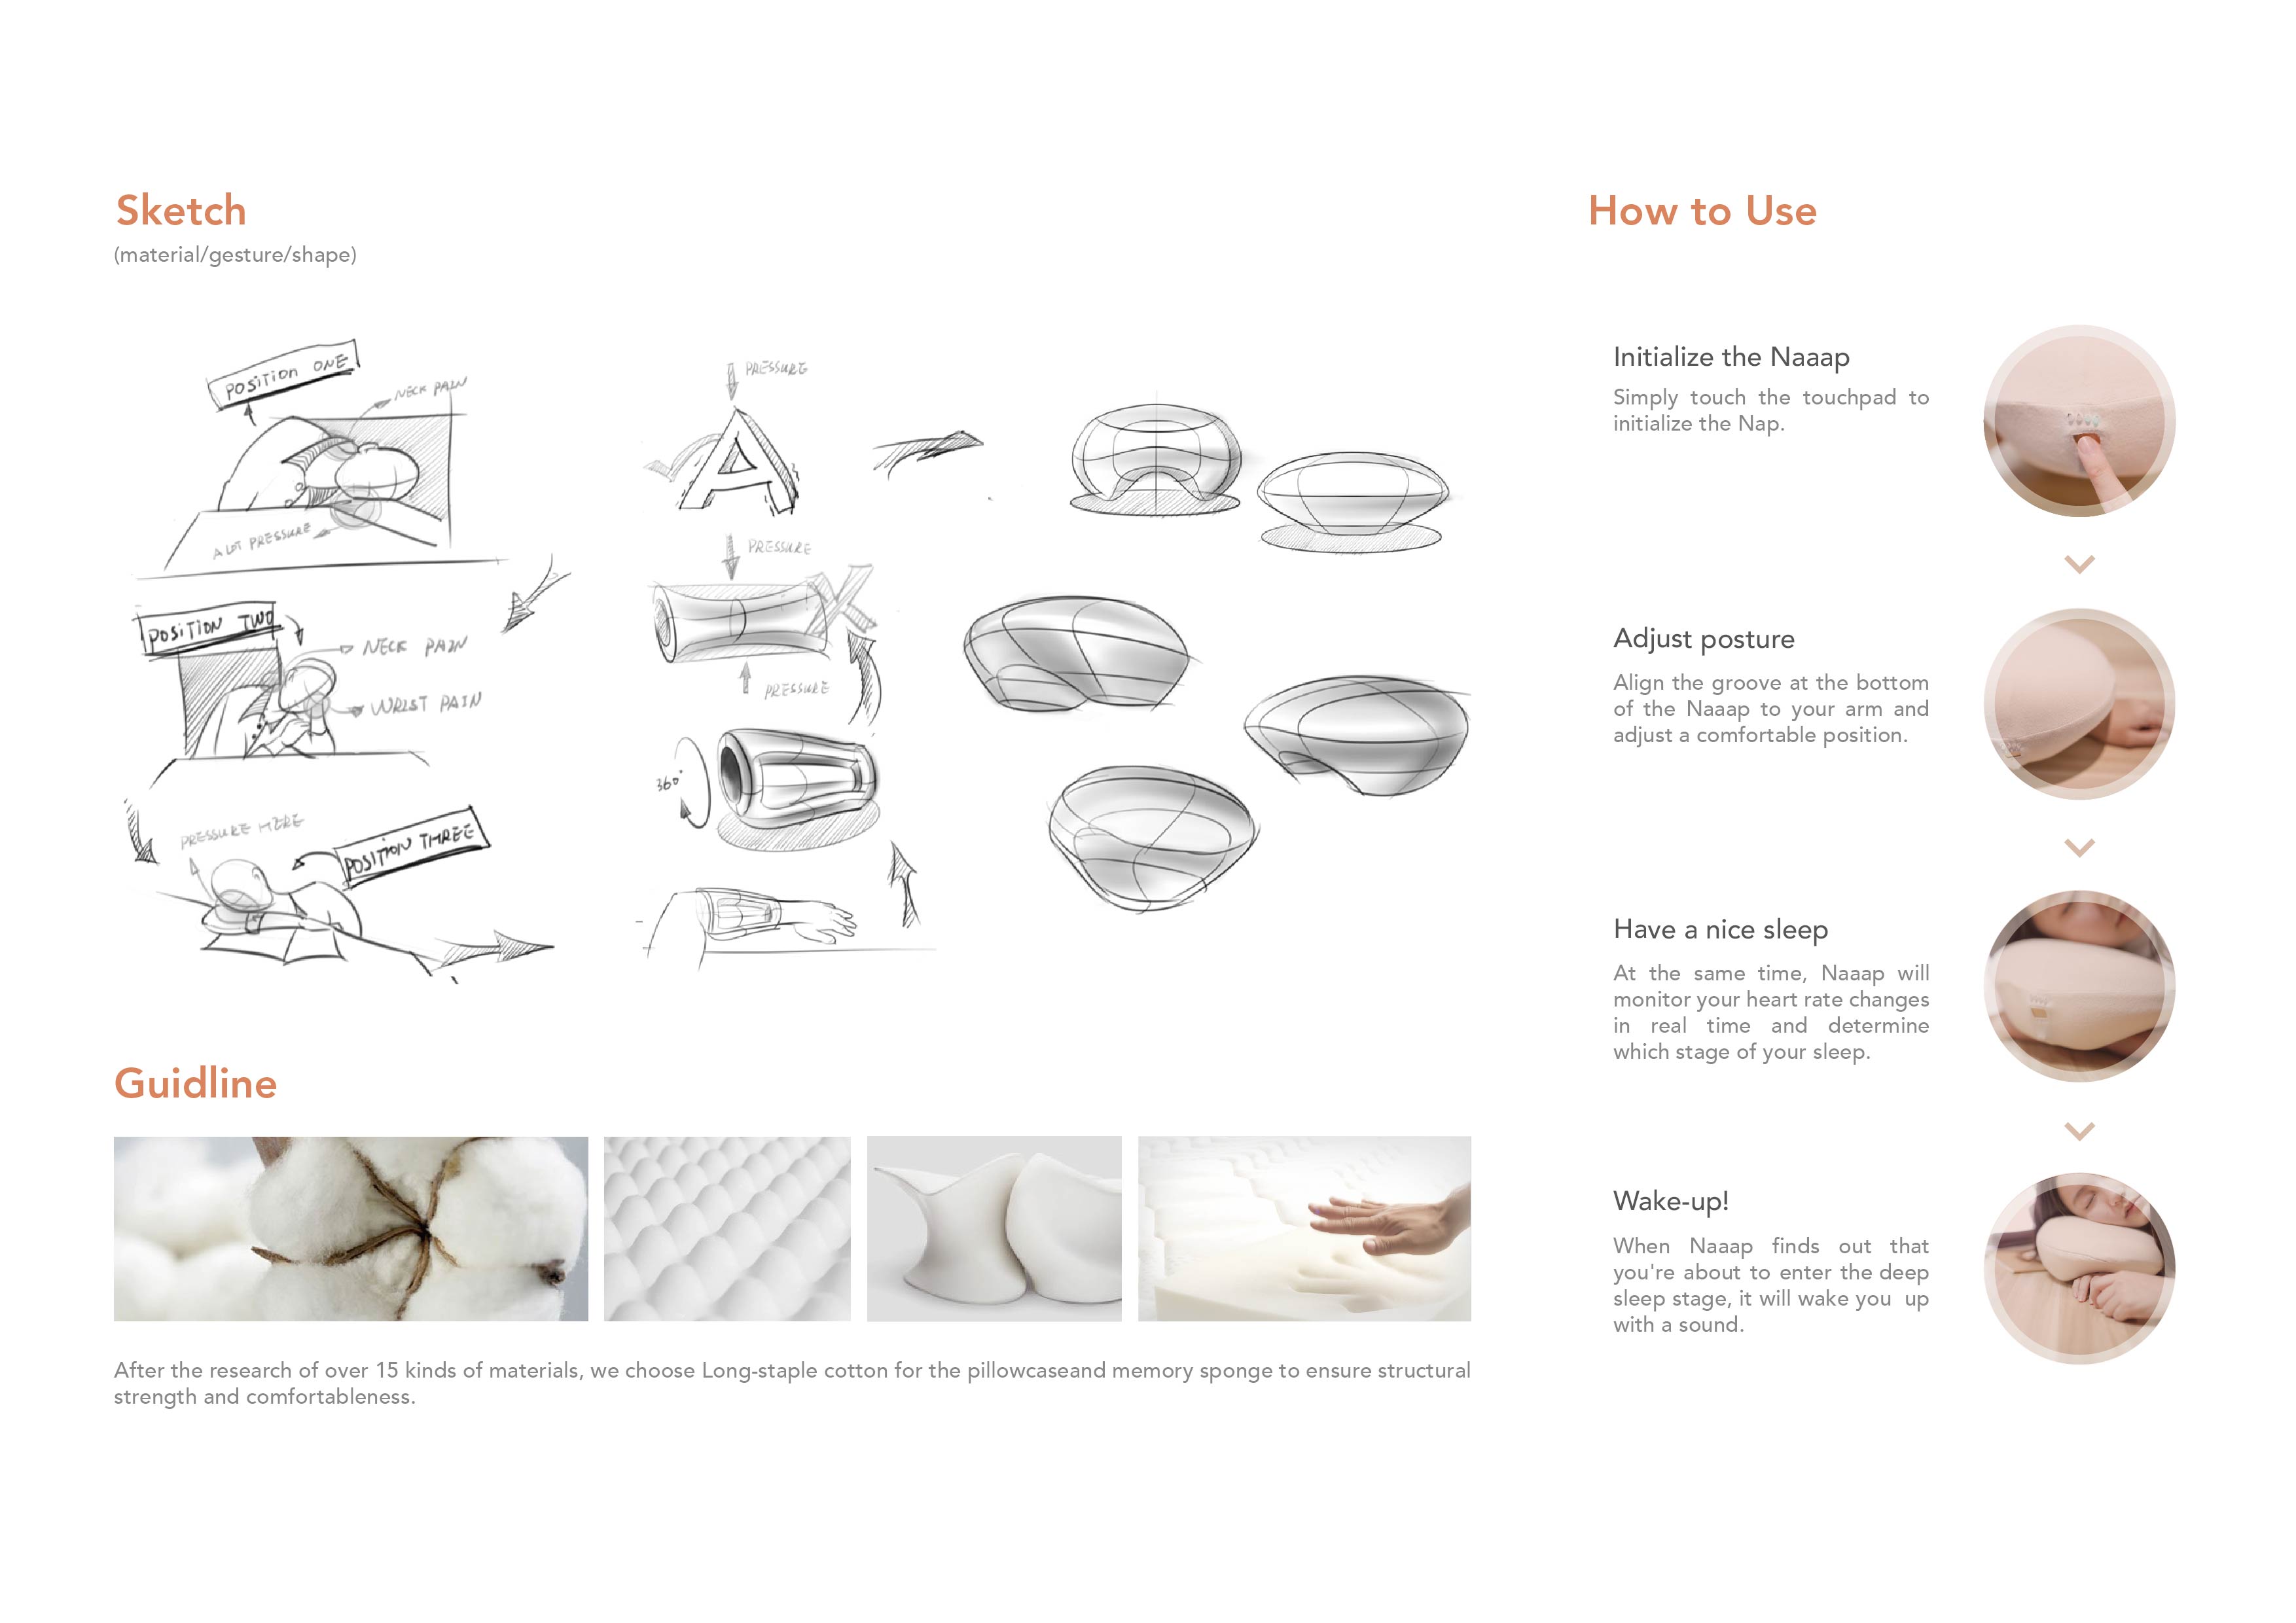 Sketch
(material/gesture/shape)
POSITION ONE
NECK PAIN
A LOT PRESSURE
POSITION TWO
NECK PAIN
WRIST PAIN
PRESSURE HERE
POSITION THREE
PRESSURE
A
PRESSURE
PRESSURE
360°
Guidline
After the research of over 15 kinds of materials, we choose Long-staple cotton for the pillowcaseand memory sponge to ensure structural
strength and comfortableness.
How to Use
Initialize the Naaap
Simply touch the touchpad to
initialize the Nap.
Adjust posture
Align the groove at the bottom
of the Naaap to your arm and
adjust a comfortable position.
Have a nice sleep
At the same time, Naaap will
monitor your heart rate changes
in real time and determine
which stage of your sleep.
Wake-up!
When Naaap finds out that
you're about to enter the deep
sleep stage, it will wake you up
with a sound.